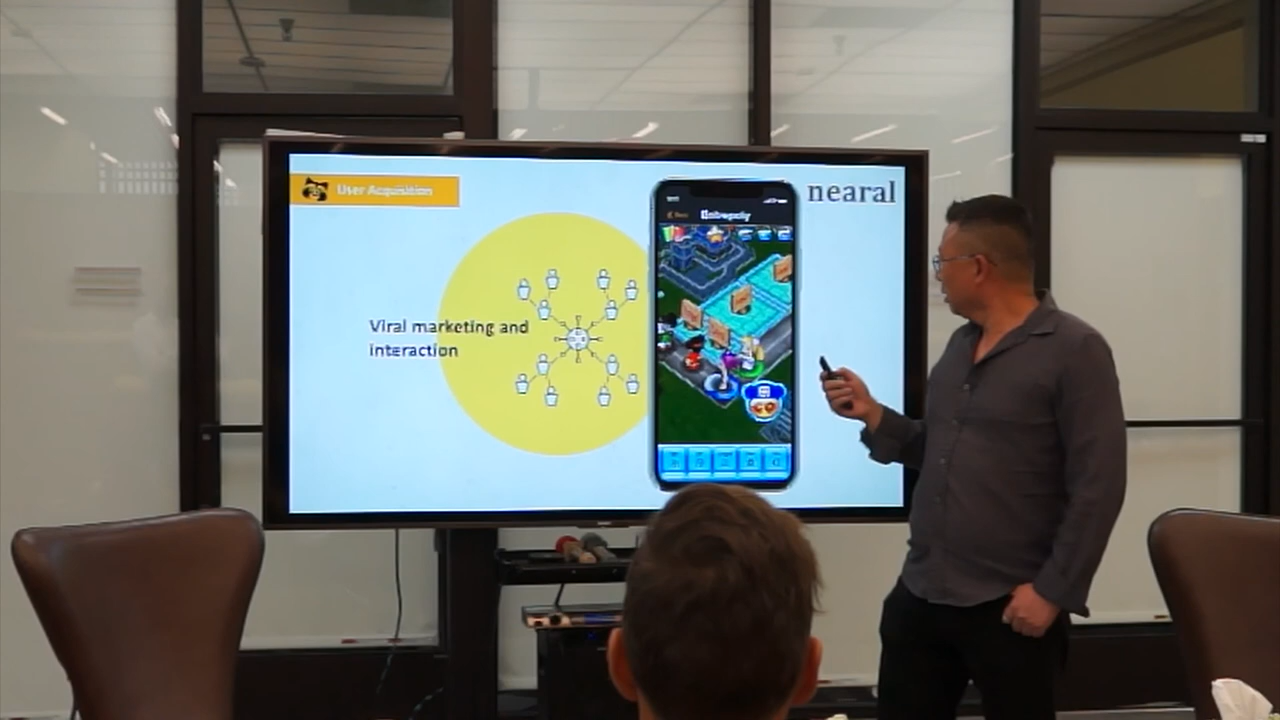 User Acquisition
nearal
Viral marketing and
interaction